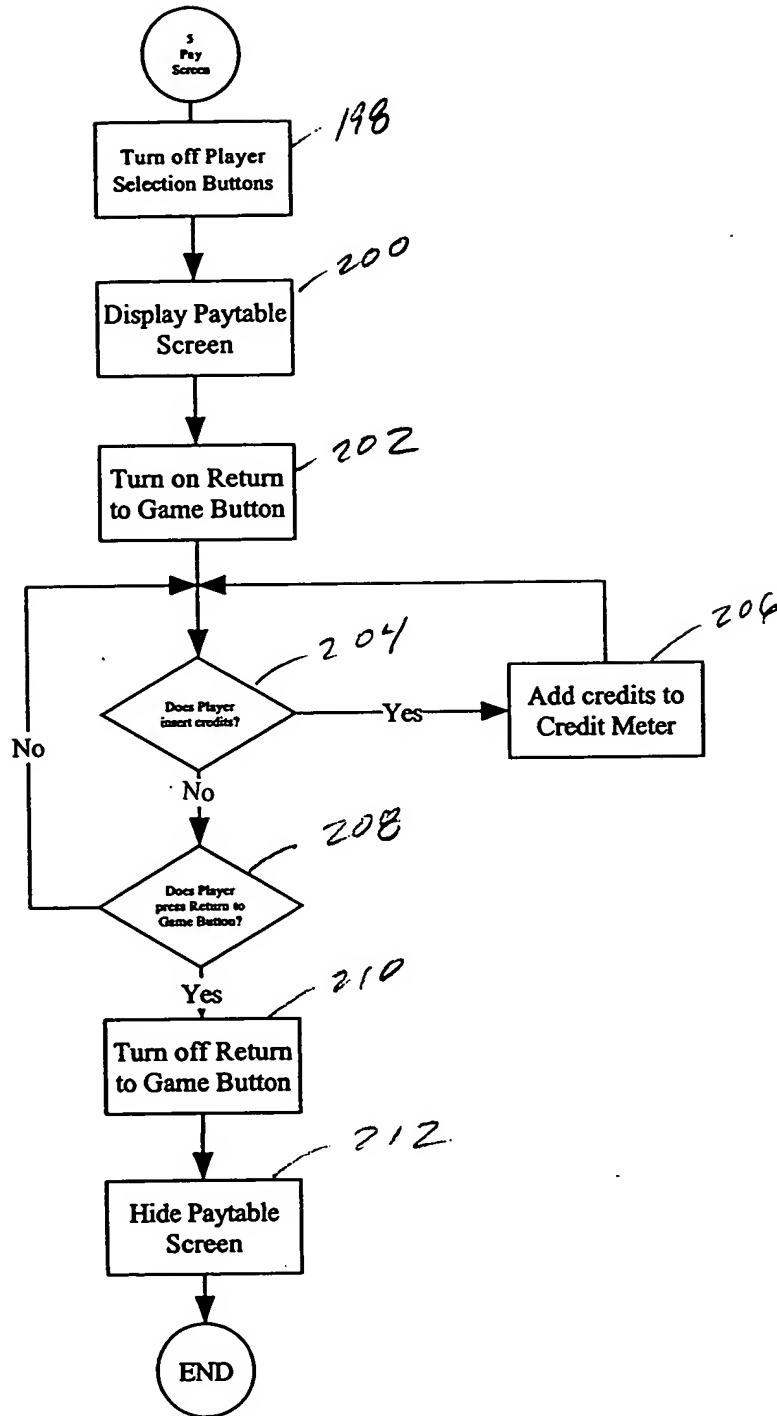 5
Pay
Screen
198
Turn off Player
Selection Buttons
200
Display Paytable
Screen
202
Turn on Return
to Game Button
204
206
Does Player
insert credits?
Yes
Add credits to
Credit Meter
No
No
208
Does Player
press Return to
Game Button?
Yes
210
Turn off Return
to Game Button
212
Hide Paytable
Screen
END